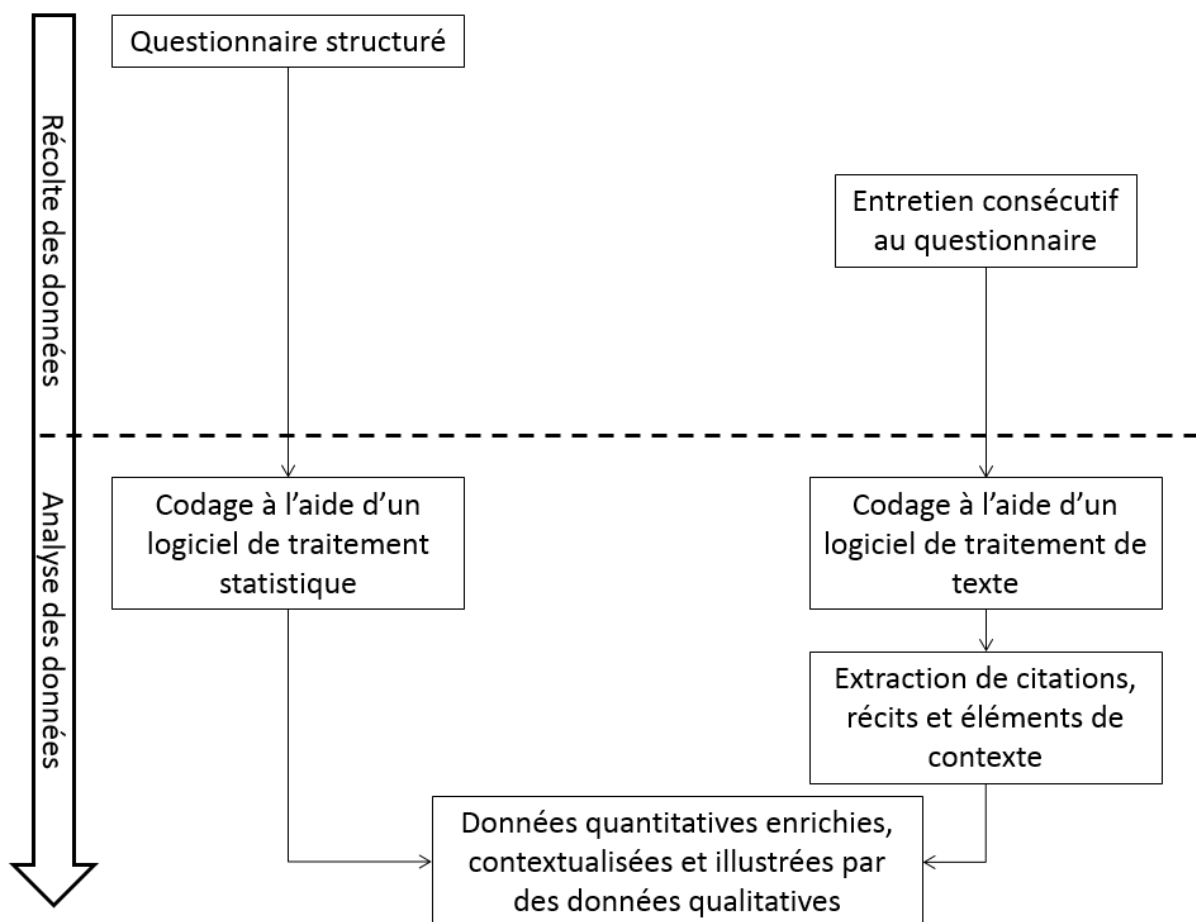 Récolte des données
Questionnaire structuré
Entretien consécutif
au questionnaire
Analyse des données
Codage à l’aide d’un
logiciel de traitement
statistique
Codage à l’aide d’un
logiciel de traitement de
texte
Extraction de citations,
récits et éléments de
contexte
Données quantitatives enrichies,
contextualisées et illustrées par
des données qualitatives